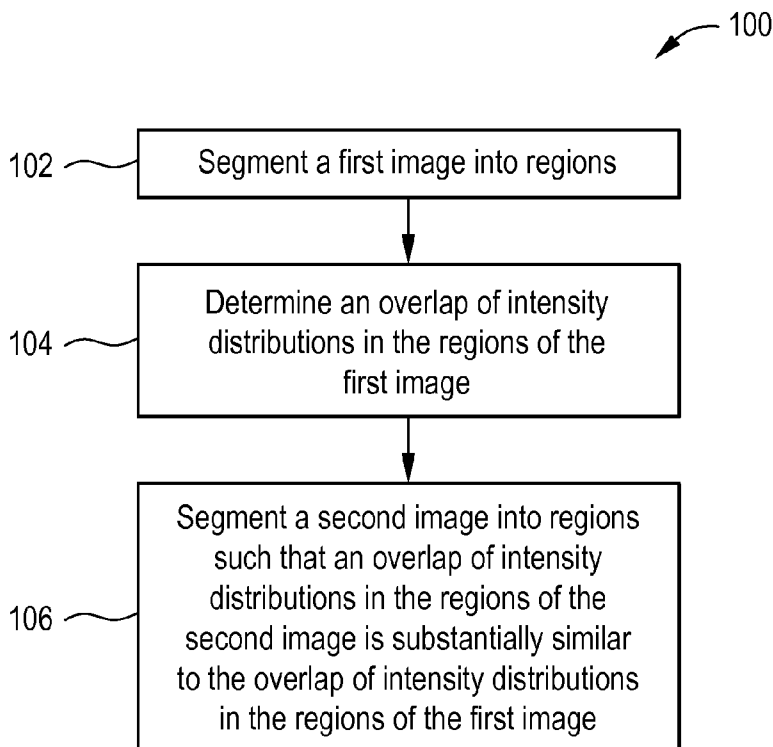 100
102
Segment a first image into regions
104
Determine an overlap of intensity
distributions in the regions of the
first image
106
Segment a second image into regions
such that an overlap of intensity
distributions in the regions of the
second image is substantially similar
to the overlap of intensity distributions
in the regions of the first image